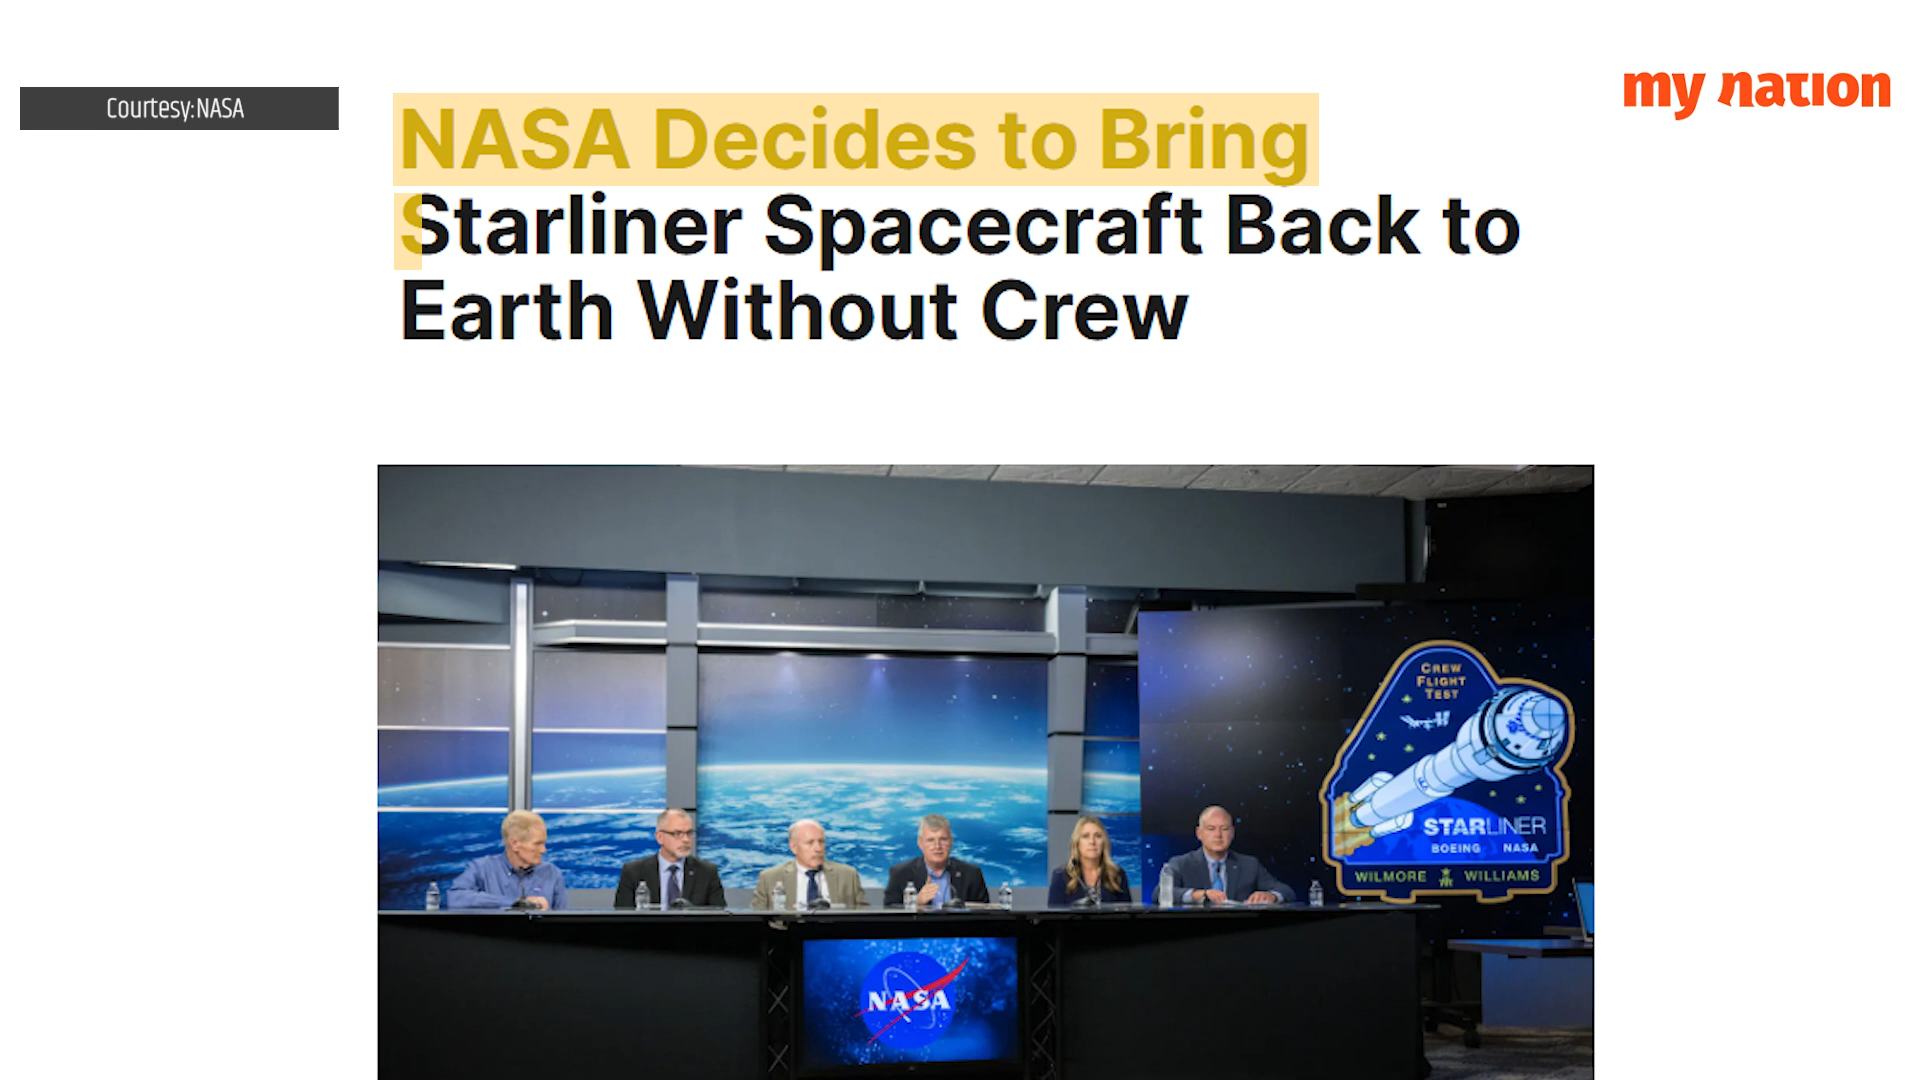 Courtesy:NASA
my nation
NASA Decides to Bring
Starliner Spacecraft Back to
Earth Without Crew
CREW
FLIGHT
TEST
STARLINER
BOEING NASA
WILMORE WILLIAMS
NASA